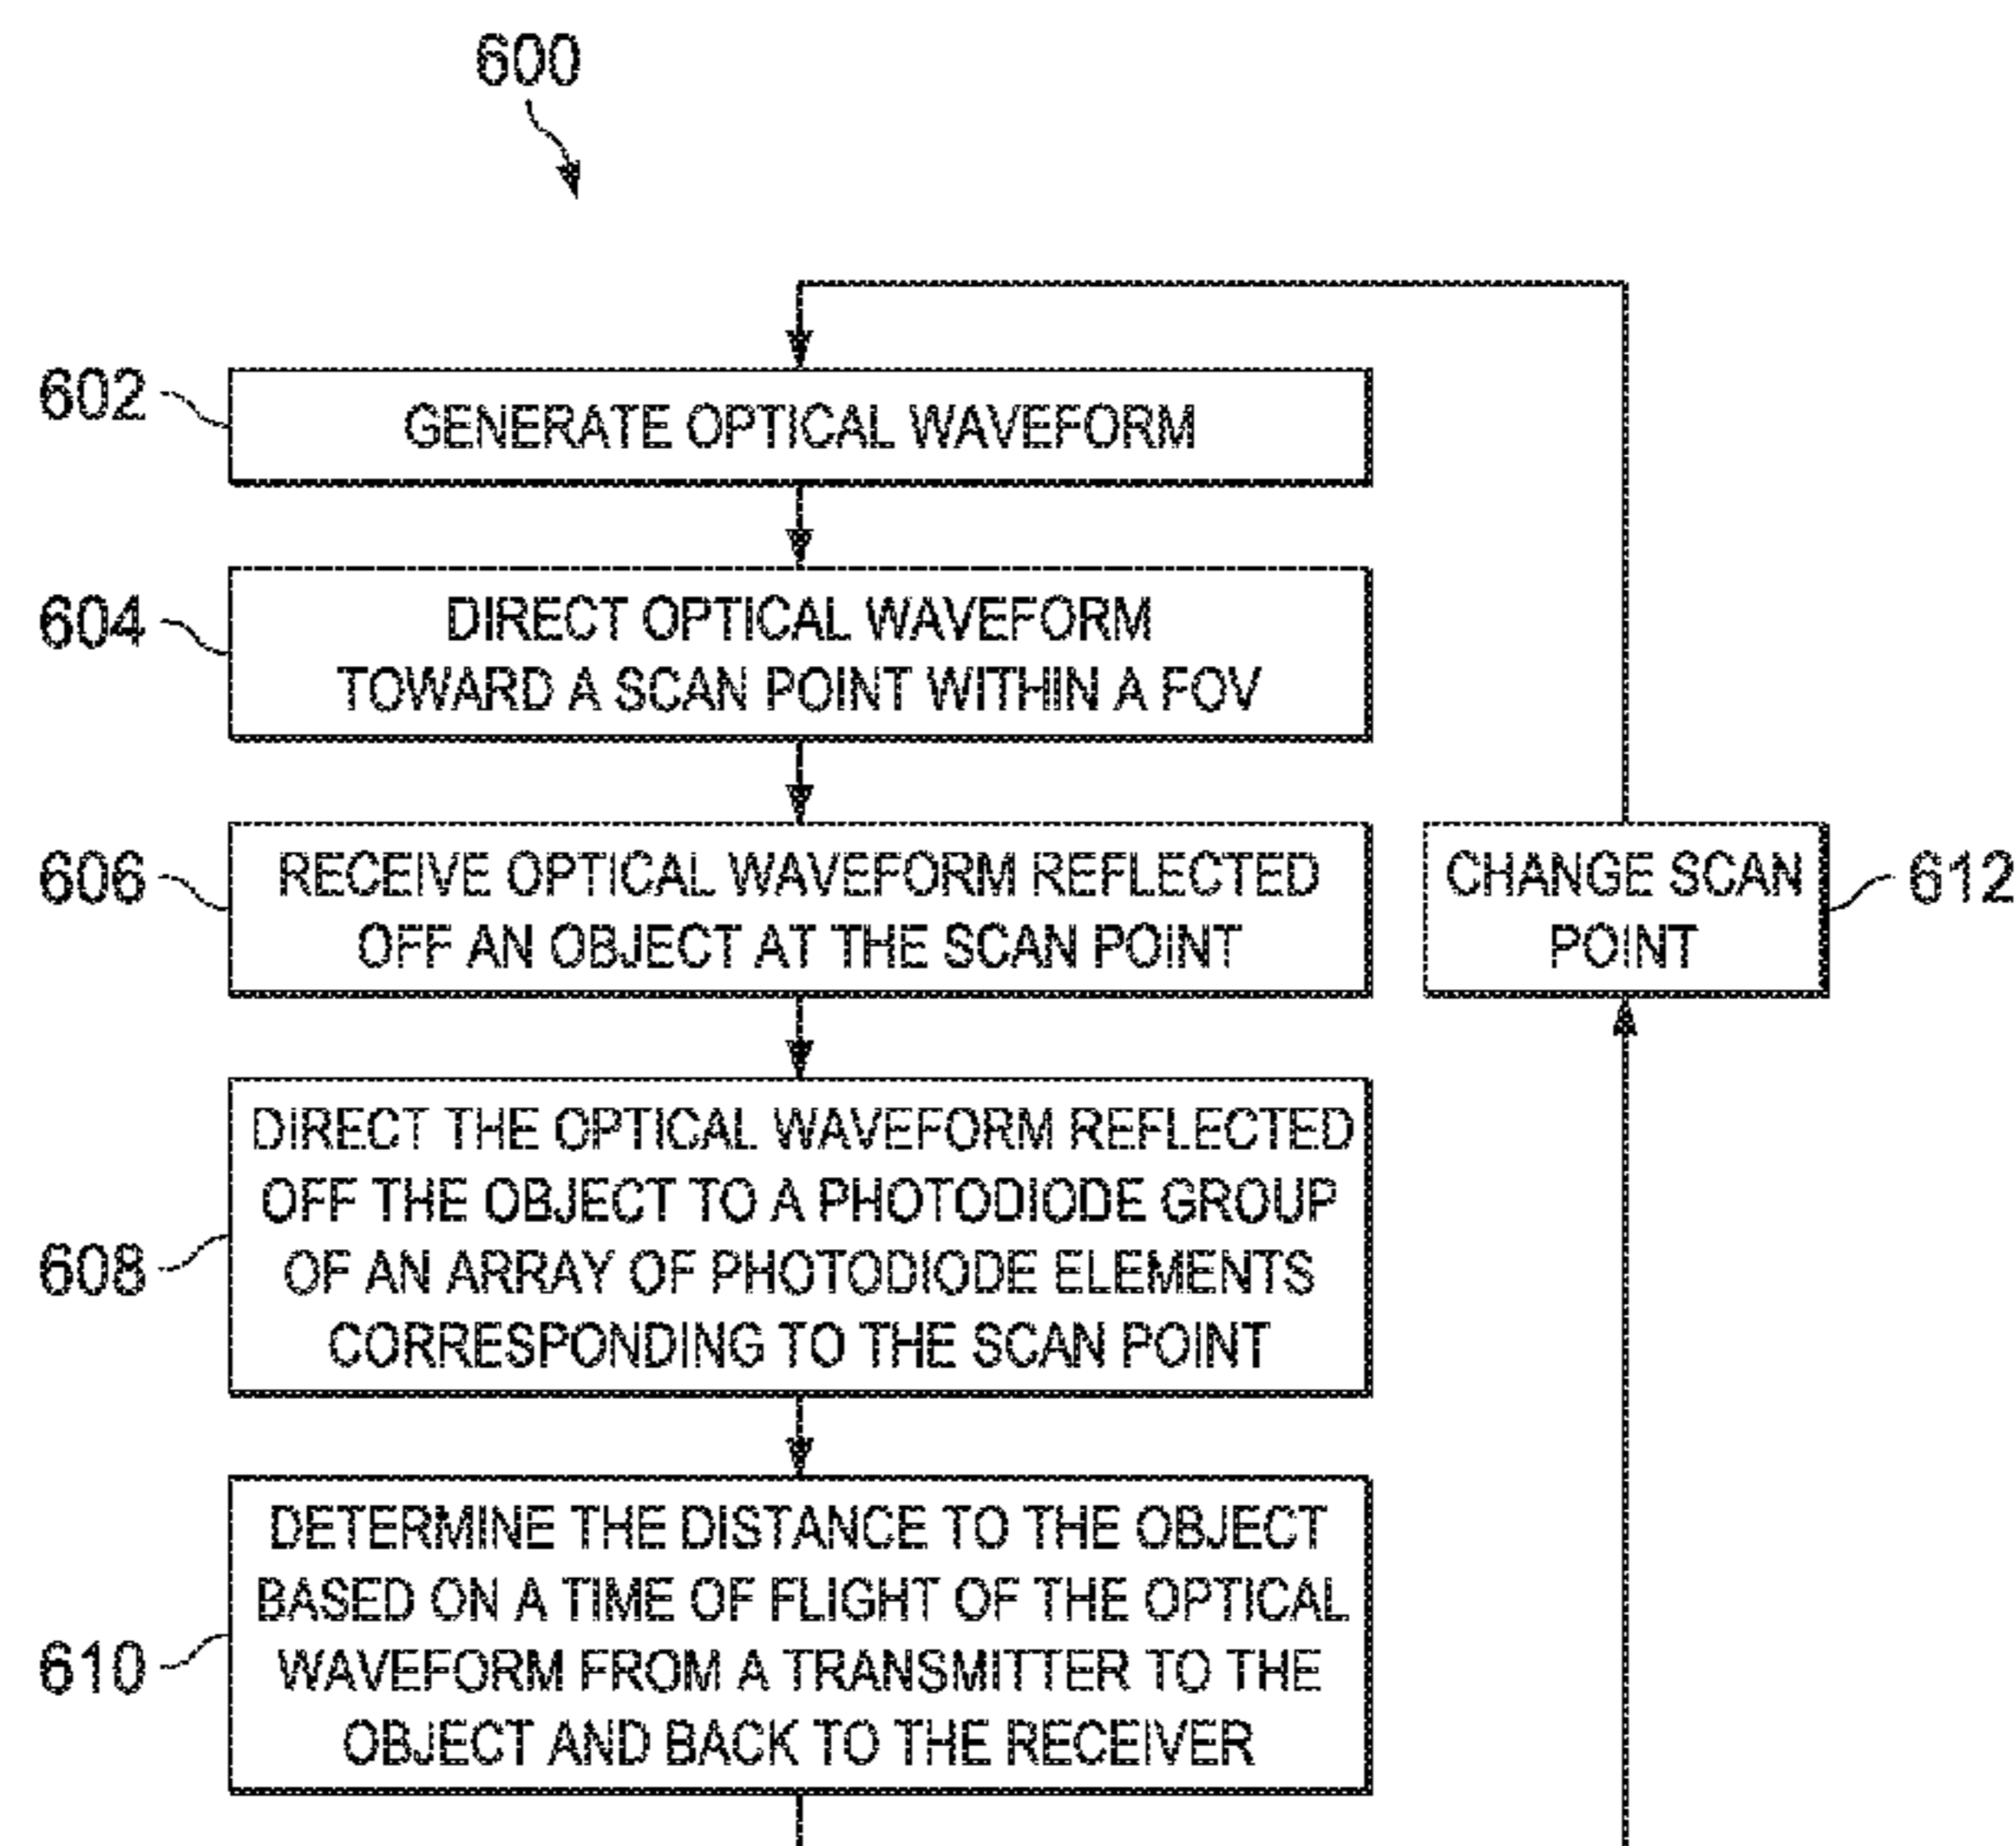 600
602
GENERATE OPTICAL WAVEFORM
604
DIRECT OPTICAL WAVEFORM
TOWARD A SCAN POINT WITHIN A FOV
606
RECEIVE OPTICAL WAVEFORM REFLECTED
OFF AN OBJECT AT THE SCAN POINT
CHANGE SCAN
POINT
612
608
DIRECT THE OPTICAL WAVEFORM REFLECTED
OFF THE OBJECT TO A PHOTODIODE GROUP
OF AN ARRAY OF PHOTODIODE ELEMENTS
CORRESPONDING TO THE SCAN POINT
610
DETERMINE THE DISTANCE TO THE OBJECT
BASED ON A TIME OF FLIGHT OF THE OPTICAL
WAVEFORM FROM A TRANSMITTER TO THE
OBJECT AND BACK TO THE RECEIVER